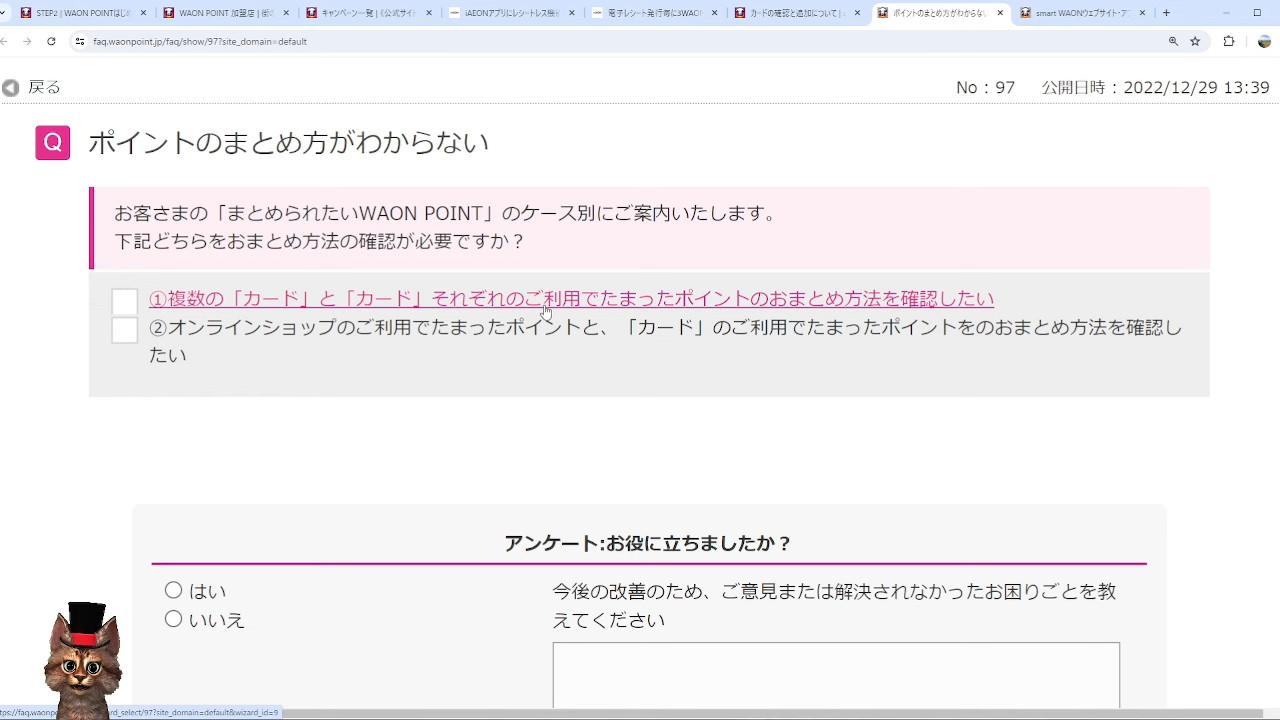 STEP2 | WAON POINTはじめ
WAON POINT 加盟店 | 街の
キャンペーン一覧 |《公式サイト
iAEONアプリにレシートレス機
電子レシート発行毎にWAO
カードの確認と追加について |
ポイントのまとめ方がわからない
smart WAONウェブサイト・ア
faq.waonpoint.jp/faq/show/97?site_domain=default
戻る
No : 97 公開日時 : 2022/12/29 13:39
Q ポイントのまとめ方がわからない
お客さまの「まとめられたいWAON POINT」のケース別にご案内いたします。
下記どちらをおまとめ方法の確認が必要ですか？
①複数の「カード」と「カード」それぞれのご利用でたまったポイントのおまとめ方法を確認したい
②オンラインショップのご利用でたまったポイントと、「カード」のご利用でたまったポイントをのおまとめ方法を確認し
たい
アンケート:お役に立ちましたか？
はい
いいえ
今後の改善のため、ご意見または解決されなかったお困りごとを教
えてください
tps://faq.waonpo
rd_select/97?site_domain=default&wizard_id=9